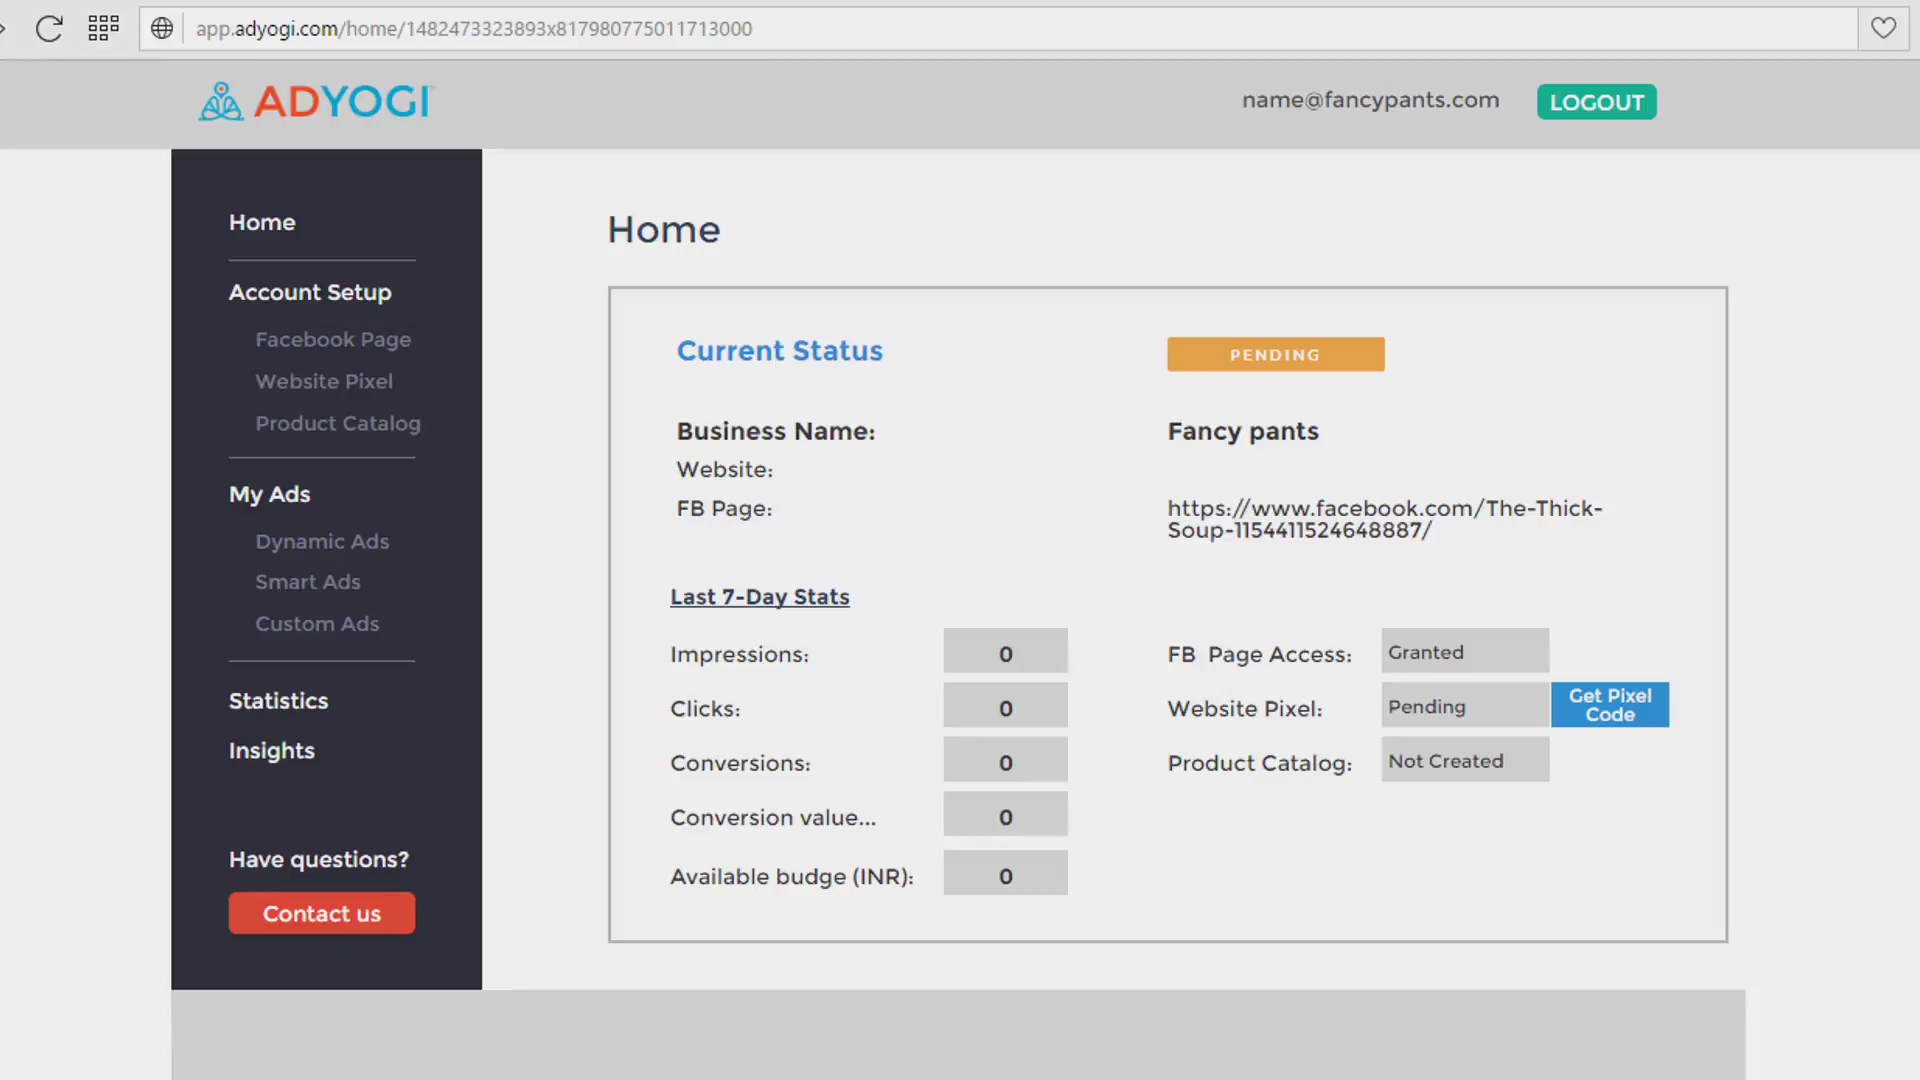 app.adyogi.com/home/1482473323893x817980775011713000
ADYOGI
name@fancypants.com
LOGOUT
Home
Account Setup
Facebook Page
Website Pixel
Product Catalog
My Ads
Dynamic Ads
Smart Ads
Custom Ads
Statistics
Insights
Have questions?
Contact us
Home
Current Status
PENDING
Business Name:
Fancy pants
Website:
FB Page:
https://www.facebook.com/The-Thick-
Soup-1154411524648887/
Last 7-Day Stats
Impressions: 0
Clicks: 0
Conversions: 0
Conversion value... 0
Available budge (INR): 0
FB Page Access: Granted
Website Pixel: Pending
Get Pixel
Code
Product Catalog: Not Created